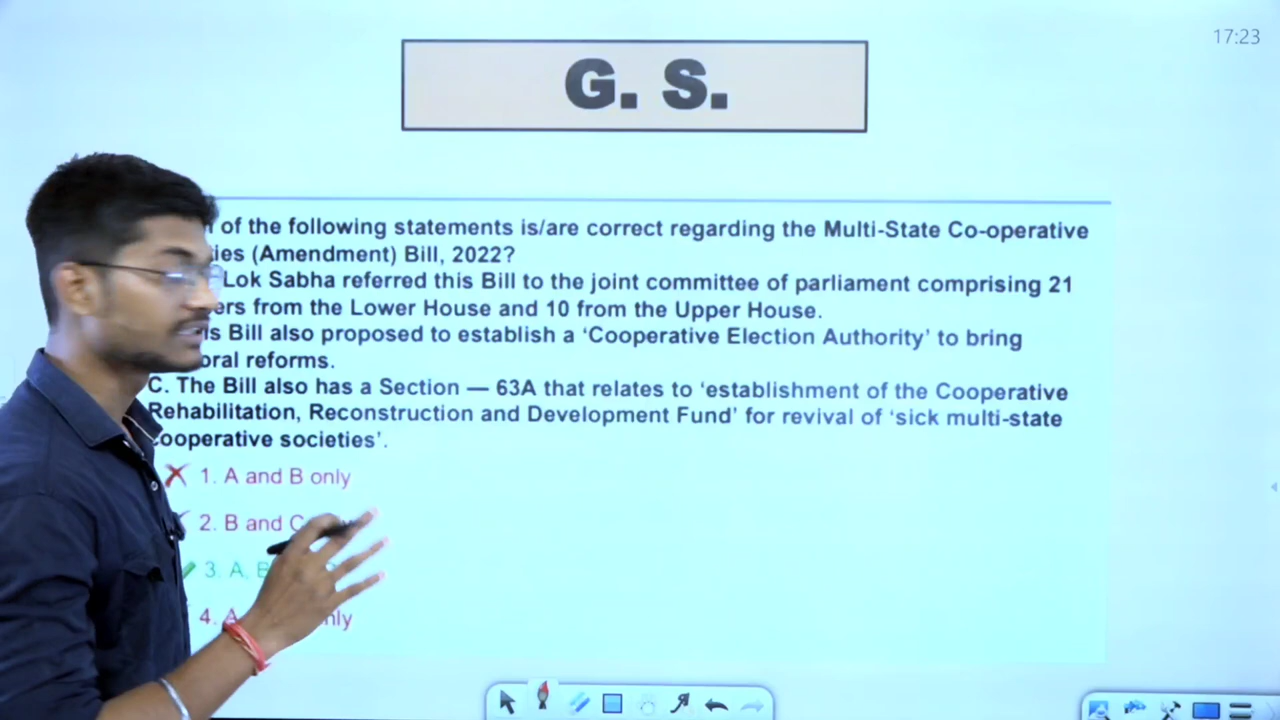 17:23
G. S.
of the following statements is/are correct regarding the Multi-State Co-operative
ies (Amendment) Bill, 2022?
Lok Sabha referred this Bill to the joint committee of parliament comprising 21
ers from the Lower House and 10 from the Upper House.
is Bill also proposed to establish a ‘Cooperative Election Authority’ to bring
oral reforms.
C. The Bill also has a Section — 63A that relates to ‘establishment of the Cooperative
Rehabilitation, Reconstruction and Development Fund’ for revival of ‘sick multi-state
cooperative societies’.
1. A and B only
2. B and C
3. A, B
4. A nly